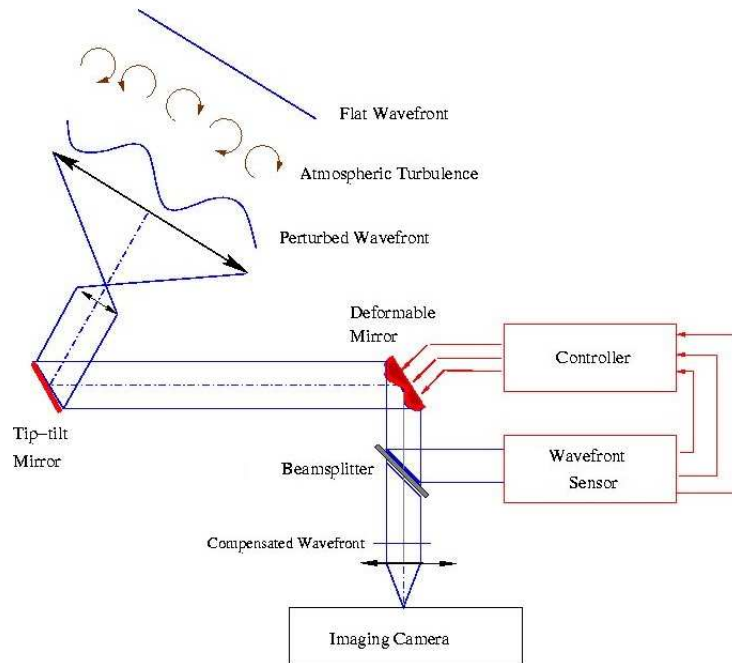 Flat Wavefront
Atmospheric Turbulence
Perturbed Wavefront
Deformable
Mirror
Controller
Tip-tilt
Mirror
Beamsplitter
Wavefront
Sensor
Compensated Wavefront
Imaging Camera